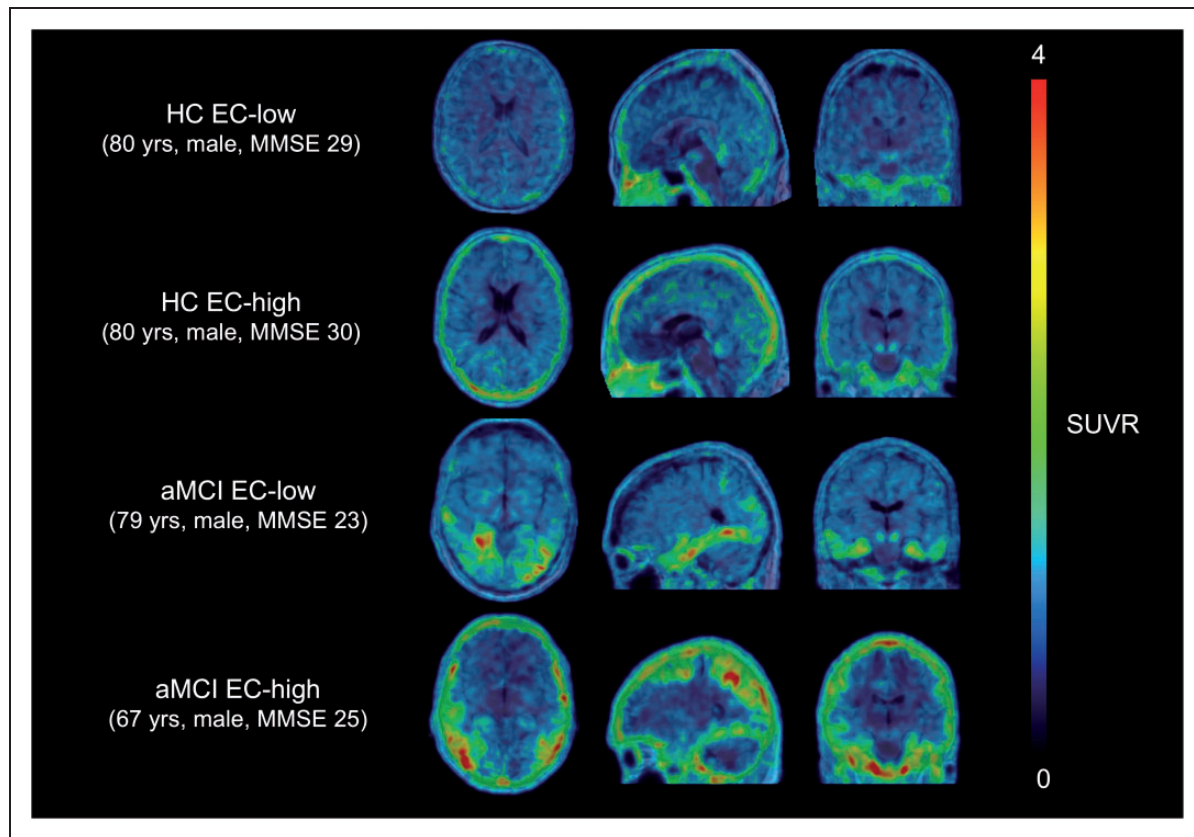 HC EC-low
(80 yrs, male, MMSE 29)
HC EC-high
(80 yrs, male, MMSE 30)
aMCI EC-low
(79 yrs, male, MMSE 23)
aMCI EC-high
(67 yrs, male, MMSE 25)
4
SUVR
0